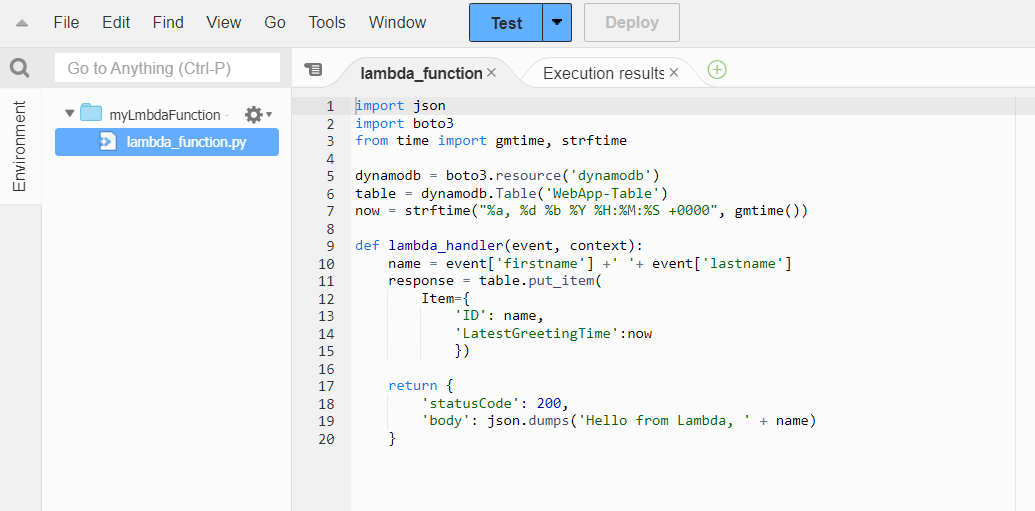 File Edit Find View Go Tools Window Test Deploy
Go to Anything (Ctrl-P)
lambda_function × Execution results ×
Environment
myLmbdaFunction -
lambda_function.py
1 import json
2 import boto3
3 from time import gmtime, strftime
4
5 dynamodb = boto3.resource('dynamodb')
6 table = dynamodb.Table('WebApp-Table')
7 now = strftime("%a, %d %b %Y %H:%M:%S +0000", gmtime())
8
9 def lambda_handler(event, context):
10     name = event['firstname'] +' '+ event['lastname']
11     response = table.put_item(
12         Item={
13             'ID': name,
14             'LatestGreetingTime':now
15             })
16
17     return {
18         'statusCode': 200,
19         'body': json.dumps('Hello from Lambda, ' + name)
20     }